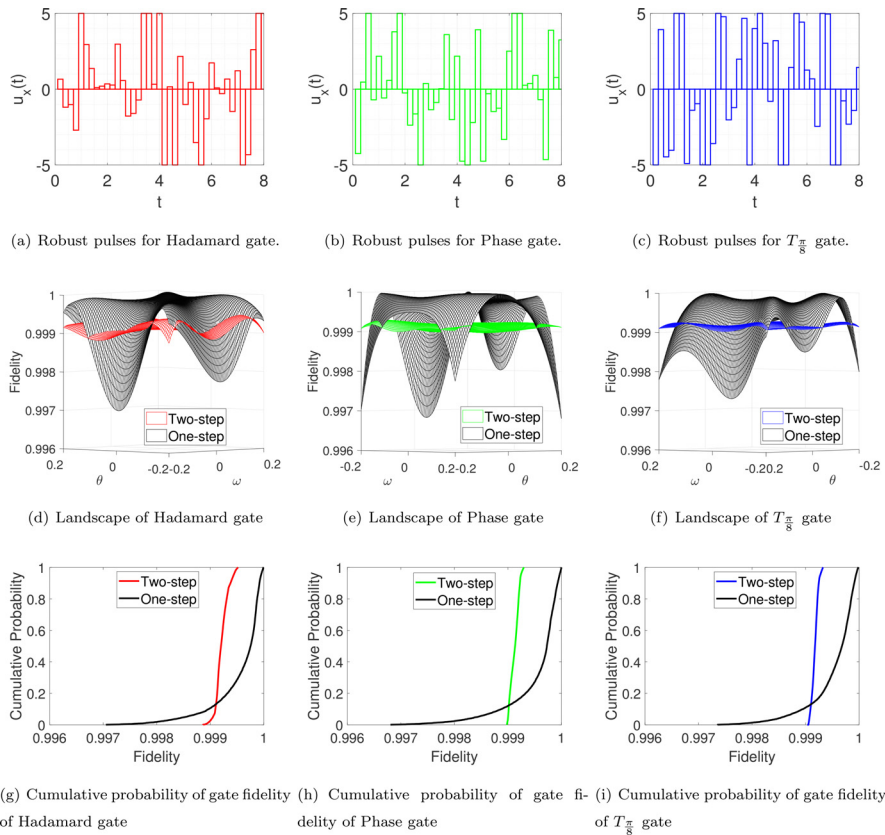 5
0
-5
u_x(t)
0 2 4 6 8
t
5
0
-5
u_x(t)
0 2 4 6 8
t
5
0
-5
u_x(t)
0 2 4 6 8
t
(a) Robust pulses for Hadamard gate.
(b) Robust pulses for Phase gate.
(c) Robust pulses for T_{\frac{π}{8}} gate.
1
0.999
0.998
0.997
0.996
Fidelity
Two-step
One-step
0.2 0 -0.2 -0.2 0 0.2
θ ω
1
0.999
0.998
0.997
0.996
Fidelity
Two-step
One-step
-0.2 0 0.2 -0.2 0 0.2
ω θ
1
0.999
0.998
0.997
0.996
Fidelity
Two-step
One-step
0.2 0 -0.2 0.2 0 -0.2
ω θ
(d) Landscape of Hadamard gate
(e) Landscape of Phase gate
(f) Landscape of T_{\frac{π}{8}} gate
1
0.8
0.6
0.4
0.2
0
Cumulative Probability
Two-step
One-step
0.996 0.997 0.998 0.999 1
Fidelity
1
0.8
0.6
0.4
0.2
0
Cumulative Probability
Two-step
One-step
0.996 0.997 0.998 0.999 1
Fidelity
1
0.8
0.6
0.4
0.2
0
Cumulative Probability
Two-step
One-step
0.996 0.997 0.998 0.999 1
Fidelity
(g) Cumulative probability of gate fidelity
of Hadamard gate
(h) Cumulative probability of gate fi-
delity of Phase gate
(i) Cumulative probability of gate fidelity
of T_{\frac{π}{8}} gate